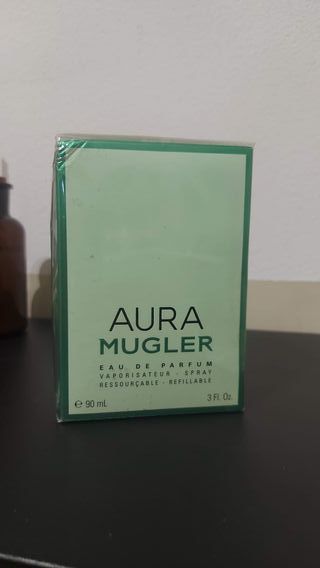 AURA
MUGLER
EAU DE PARFUM
VAPORISATEUR - SPRAY
RESSOURÇABLE - REFILLABLE
℮ 90 mL 3 Fl. Oz.